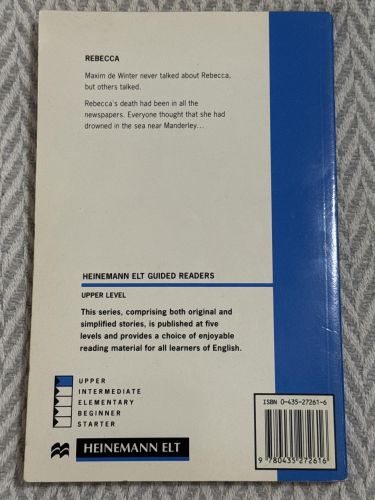 REBECCA
Maxim de Winter never talked about Rebecca,
but others talked.
Rebecca's death had been in all the
newspapers. Everyone thought that she had
drowned in the sea near Manderley...
HEINEMANN ELT GUIDED READERS
UPPER LEVEL
This series, comprising both original and
simplified stories, is published at five
levels and provides a choice of enjoyable
reading material for all learners of English.
UPPER
INTERMEDIATE
ELEMENTARY
BEGINNER
STARTER
HEINEMANN ELT
ISBN 0-435-27261-6
9 780435 272616